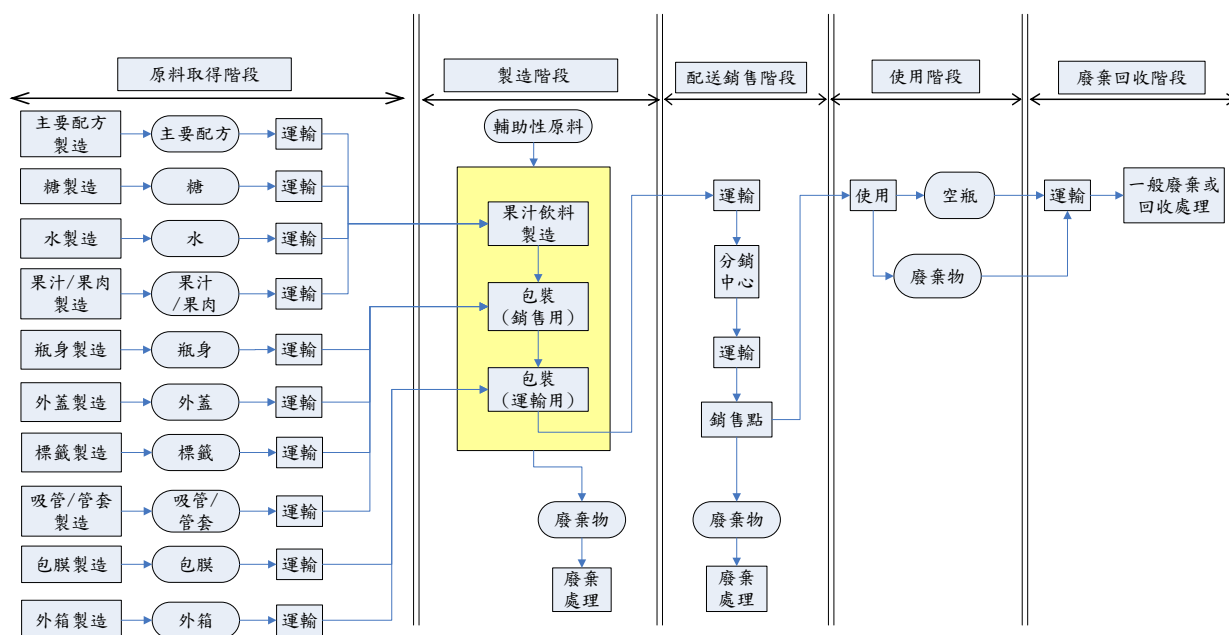 原料取得階段
製造階段
配送銷售階段
使用階段
廢棄回收階段
主要配方
製造
主要配方
運輸
糖製造
糖
運輸
水製造
水
運輸
果汁/果肉
製造
果汁
/果肉
運輸
瓶身製造
瓶身
運輸
外蓋製造
外蓋
運輸
標籤製造
標籤
運輸
吸管/管套
製造
吸管/
管套
運輸
包膜製造
包膜
運輸
外箱製造
外箱
運輸
輔助性原料
果汁飲料
製造
包裝
(銷售用)
包裝
(運輸用)
廢棄物
廢棄
處理
運輸
分銷
中心
運輸
銷售點
廢棄物
廢棄
處理
使用
空瓶
廢棄物
運輸
一般廢棄或
回收處理